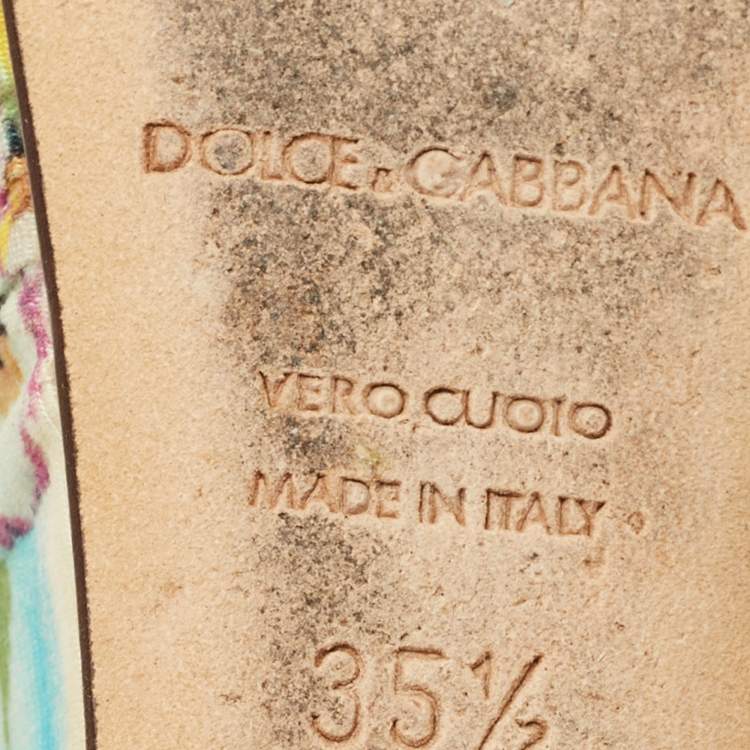 DOLCE & GABBANA
VERO CUOIO
MADE IN ITALY
35½